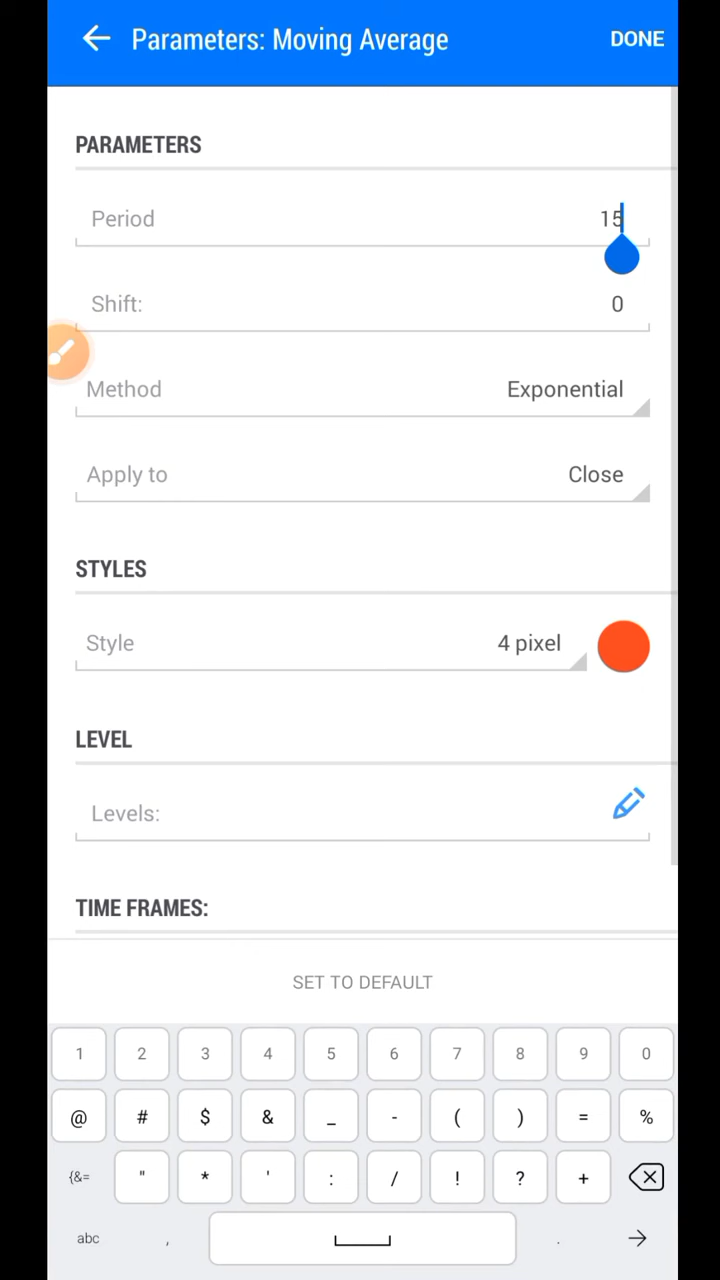 Parameters: Moving Average DONE
PARAMETERS
Period 15
Shift: 0
Method Exponential
Apply to Close
STYLES
Style 4 pixel
LEVEL
Levels:
TIME FRAMES:
SET TO DEFAULT
1 2 3 4 5 6 7 8 9 0
@ # $ & _ - ( ) = %
{&= " * ' : / ! ? +
abc , .